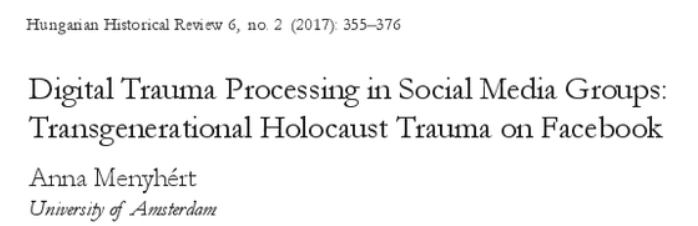 Hungarian Historical Review 6, no. 2 (2017): 355–376
Digital Trauma Processing in Social Media Groups:
Transgenerational Holocaust Trauma on Facebook
Anna Menyhért
University of Amsterdam